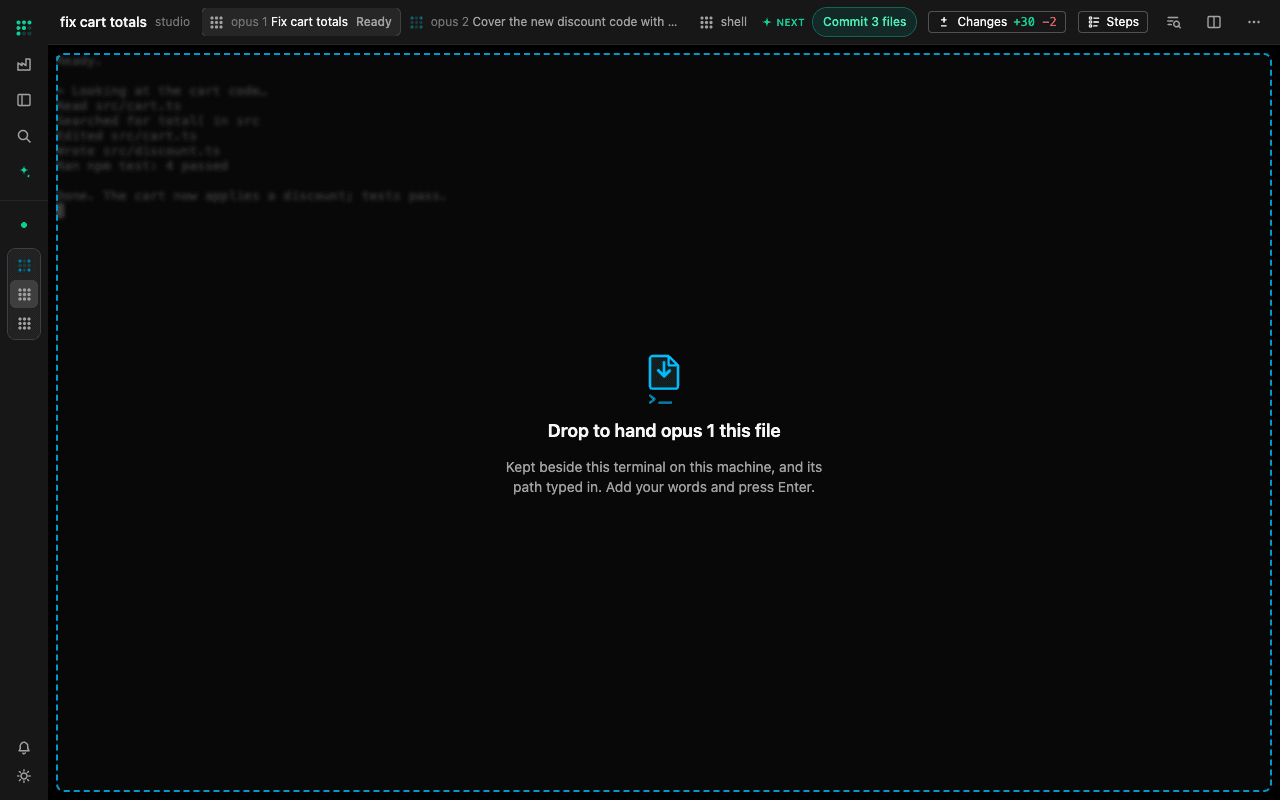 fix cart totals studio opus 1 Fix cart totals Ready opus 2 Cover the new discount code with ... shell NEXT Commit 3 files Changes +30 −2 Steps
Ready.
Looking at the cart code…
Read src/cart.ts
Searched for total( in src
Edited src/cart.ts
Wrote src/discount.ts
Ran npm test: 4 passed
Done. The cart now applies a discount; tests pass.
Drop to hand opus 1 this file
Kept beside this terminal on this machine, and its
path typed in. Add your words and press Enter.